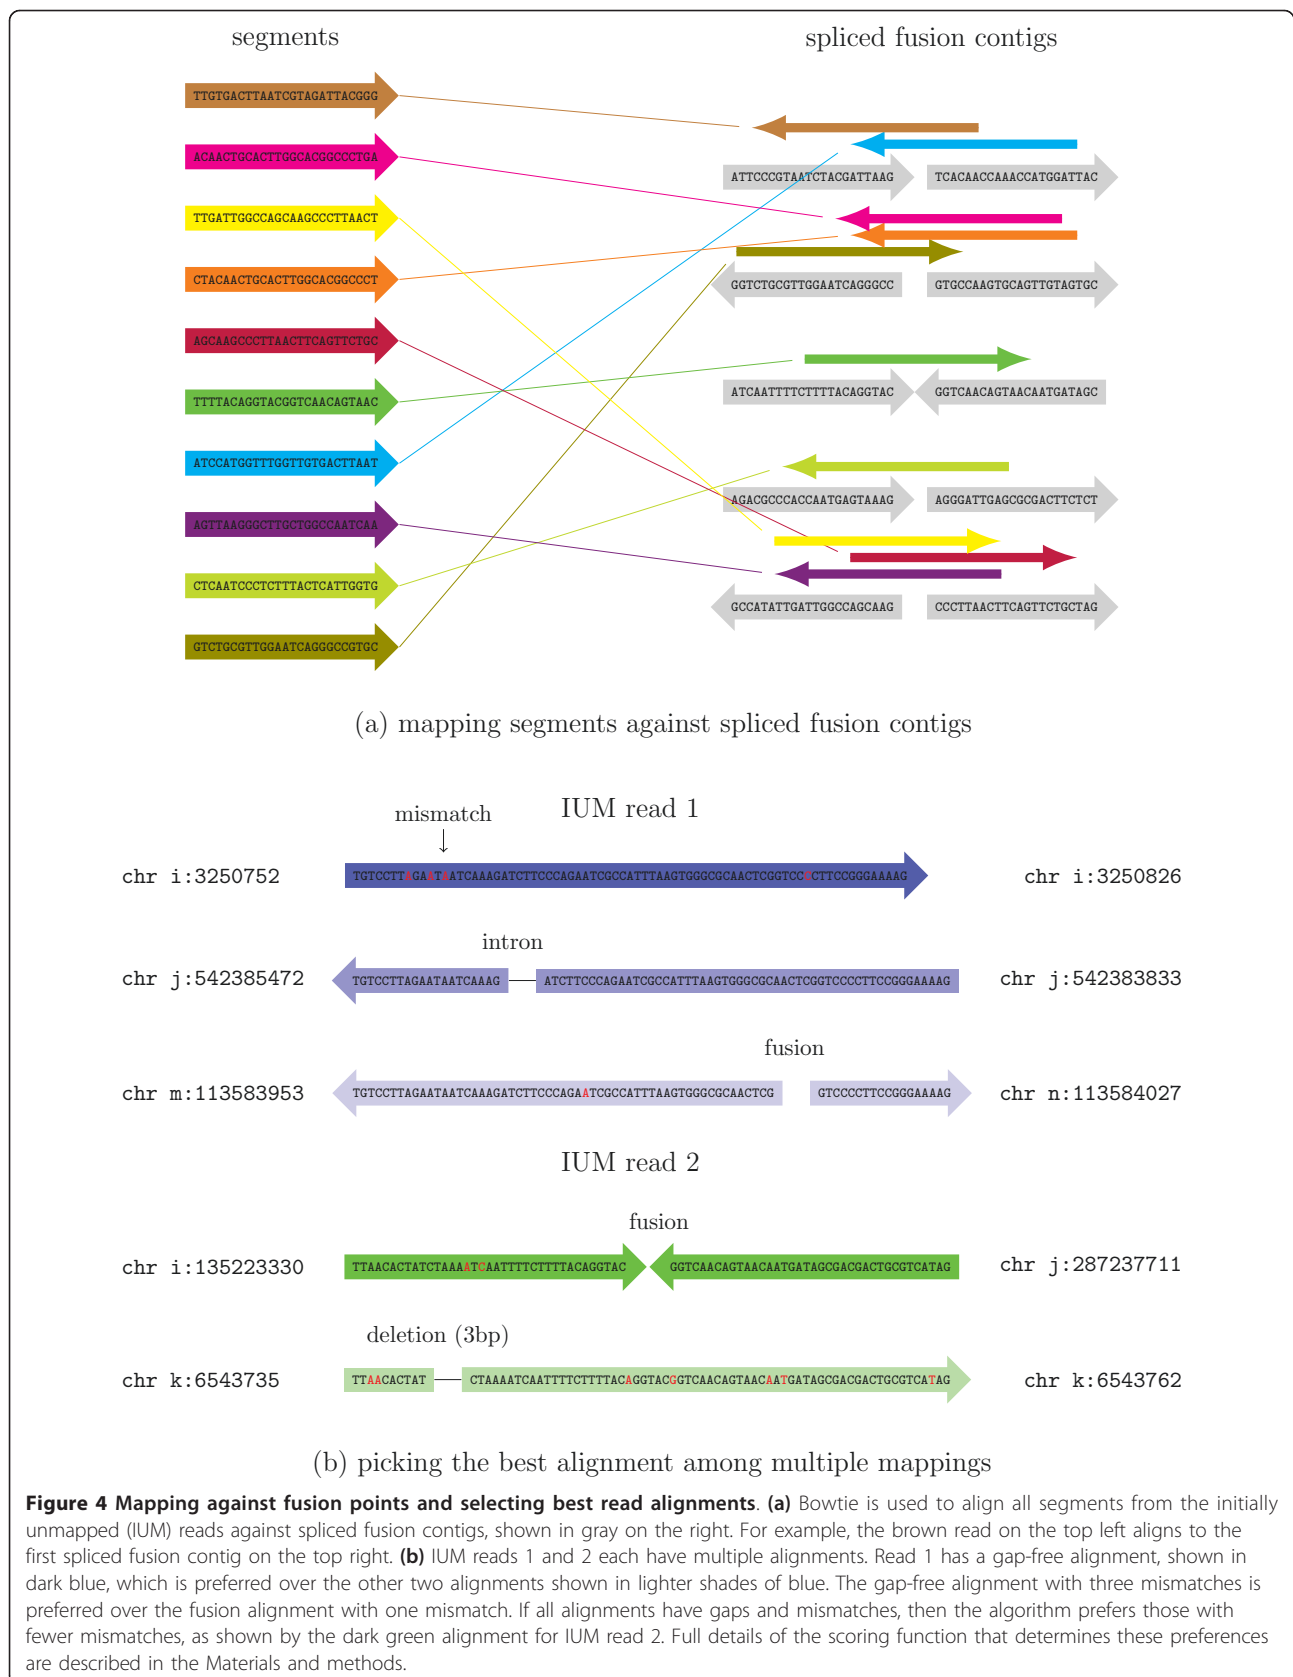 segments
spliced fusion contigs
TTGTGACTTAATCGTAGATTACGGG
ACAACTGCACTTGGCACGGCCCTGA
ATTCCCGTAATCTACGATTAAG
TCACAACCAAACCATGGATTAC
TTGATTGGCCAGCAAGCCCTTAACT
CTACAACTGCACTTGGCACGGCCCT
GGTCTGCGTTGGAATCAGGGCC
GTGCCAAGTGCAGTTGTAGTGC
AGCAAGCCCTTAACTTCAGTTCTGC
TTTTACAGGTACGGTCAACAGTAAC
ATCAATTTTCTTTTACAGGTAC
GGTCAACAGTAACAATGATAGC
ATCCATGGTTTGGTTGTGACTTAAT
AGACGCCCACCAATGAGTAAAG
AGGGATTGAGCGCGACTTCTCT
AGTTAAGGGCTTGCTGGCCAATCAA
CTCAATCCCTCTTTACTCATTGGTG
GCCATATTGATTGGCCAGCAAG
CCCTTAACTTCAGTTCTGCTAG
GTCTGCGTTGGAATCAGGGCCGTGC
(a) mapping segments against spliced fusion contigs
IUM read 1
mismatch
chr i:3250752
TGTCCTTAGAATAATCAAAGATCTTCCCAGAATCGCCATTTAAGTGGGCGCAACTCGGTCCCCTTCCGGGAAAAG
chr i:3250826
intron
chr j:542385472
TGTCCTTAGAATAATCAAAG
ATCTTCCCAGAATCGCCATTTAAGTGGGCGCAACTCGGTCCCCTTCCGGGAAAAG
chr j:542383833
fusion
chr m:113583953
TGTCCTTAGAATAATCAAAGATCTTCCCAGAATCGCCATTTAAGTGGGCGCAACTCG
GTCCCCTTCCGGGAAAAG
chr n:113584027
IUM read 2
fusion
chr i:135223330
TTAACACTATCTAAAATCAATTTTCTTTTACAGGTAC
GGTCAACAGTAACAATGATAGCGACGACTGCGTCATAG
chr j:287237711
deletion (3bp)
chr k:6543735
TTAACACTAT
CTAAAATCAATTTTCTTTTACAGGTACGGTCAACAGTAACAATGATAGCGACGACTGCGTCATAG
chr k:6543762
(b) picking the best alignment among multiple mappings
Figure 4 Mapping against fusion points and selecting best read alignments. (a) Bowtie is used to align all segments from the initially
unmapped (IUM) reads against spliced fusion contigs, shown in gray on the right. For example, the brown read on the top left aligns to the
first spliced fusion contig on the top right. (b) IUM reads 1 and 2 each have multiple alignments. Read 1 has a gap-free alignment, shown in
dark blue, which is preferred over the other two alignments shown in lighter shades of blue. The gap-free alignment with three mismatches is
preferred over the fusion alignment with one mismatch. If all alignments have gaps and mismatches, then the algorithm prefers those with
fewer mismatches, as shown by the dark green alignment for IUM read 2. Full details of the scoring function that determines these preferences
are described in the Materials and methods.